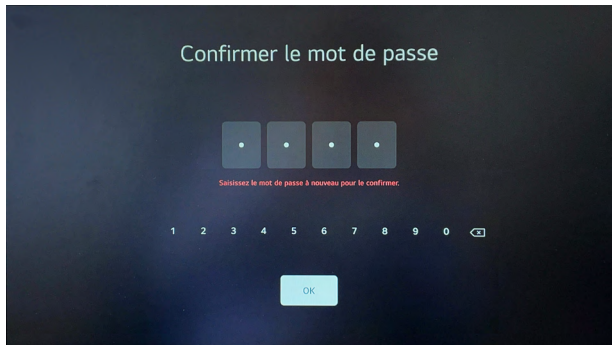 Confirmer le mot de passe
Saisissez le mot de passe à nouveau pour le confirmer.
1 2 3 4 5 6 7 8 9 0
OK